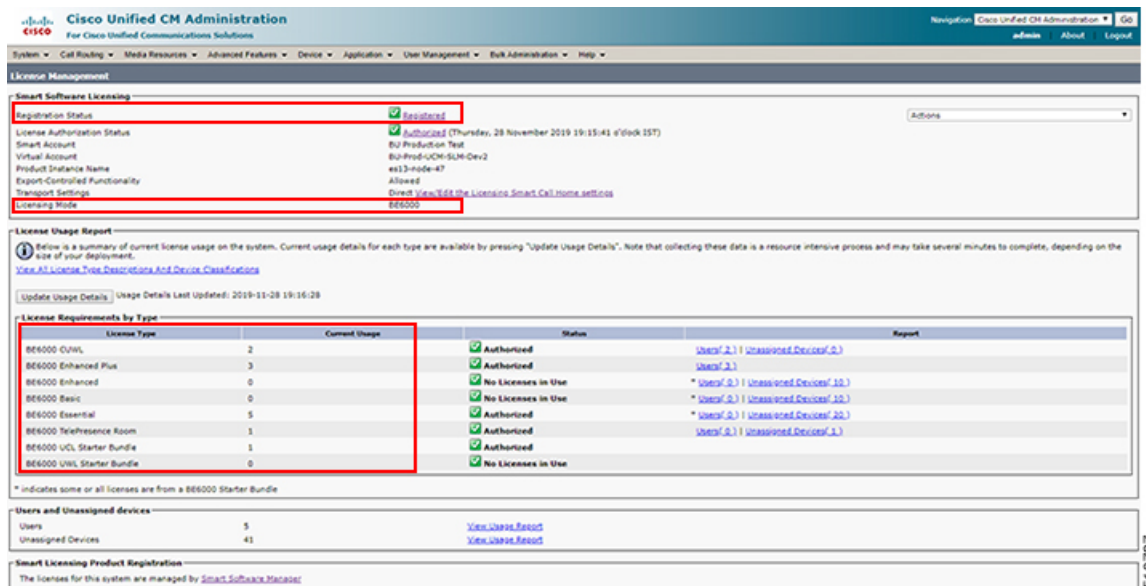 cisco
Cisco Unified CM Administration
For Cisco Unified Communications Solutions
Navigation Cisco Unified CM Administration Go
admin About Logout
System Call Routing Media Resources Advanced Features Device Application User Management Bulk Administration Help
License Management
Smart Software Licensing
Registration Status Registered Actions
License Authorization Status Authorized (Thursday, 28 November 2019 19:15:41 o'clock IST)
Smart Account BU Production Test
Virtual Account BU-Prod-UCM-SLM-Dev2
Product Instance Name es13-node-47
Export-Controlled Functionality Allowed
Transport Settings Direct View/Edit the Licensing Smart Call Home settings
Licensing Mode BE6000
License Usage Report
Below is a summary of current license usage on the system. Current usage details for each type are available by pressing "Update Usage Details". Note that collecting these data is a resource intensive process and may take several minutes to complete, depending on the
size of your deployment.
View All License Type Descriptions And Device Classifications
Update Usage Details Usage Details Last Updated: 2019-11-28 19:16:28
License Requirements by Type
License Type Current Usage Status Report
BE6000 CUWL 2 Authorized Users( 2 ) | Unassigned Devices( 0 )
BE6000 Enhanced Plus 3 Authorized Users( 3 )
BE6000 Enhanced 0 No Licenses in Use * Users( 0 ) | Unassigned Devices( 10 )
BE6000 Basic 0 No Licenses in Use * Users( 0 ) | Unassigned Devices( 10 )
BE6000 Essential 5 Authorized * Users( 0 ) | Unassigned Devices( 20 )
BE6000 TelePresence Room 1 Authorized Users( 0 ) | Unassigned Devices( 1 )
BE6000 UCL Starter Bundle 1 Authorized
BE6000 UWL Starter Bundle 0 No Licenses in Use
* indicates some or all licenses are from a BE6000 Starter Bundle
Users and Unassigned devices
Users 5 View Usage Report
Unassigned Devices 41 View Usage Report
Smart Licensing Product Registration
The licenses for this system are managed by Smart Software Manager